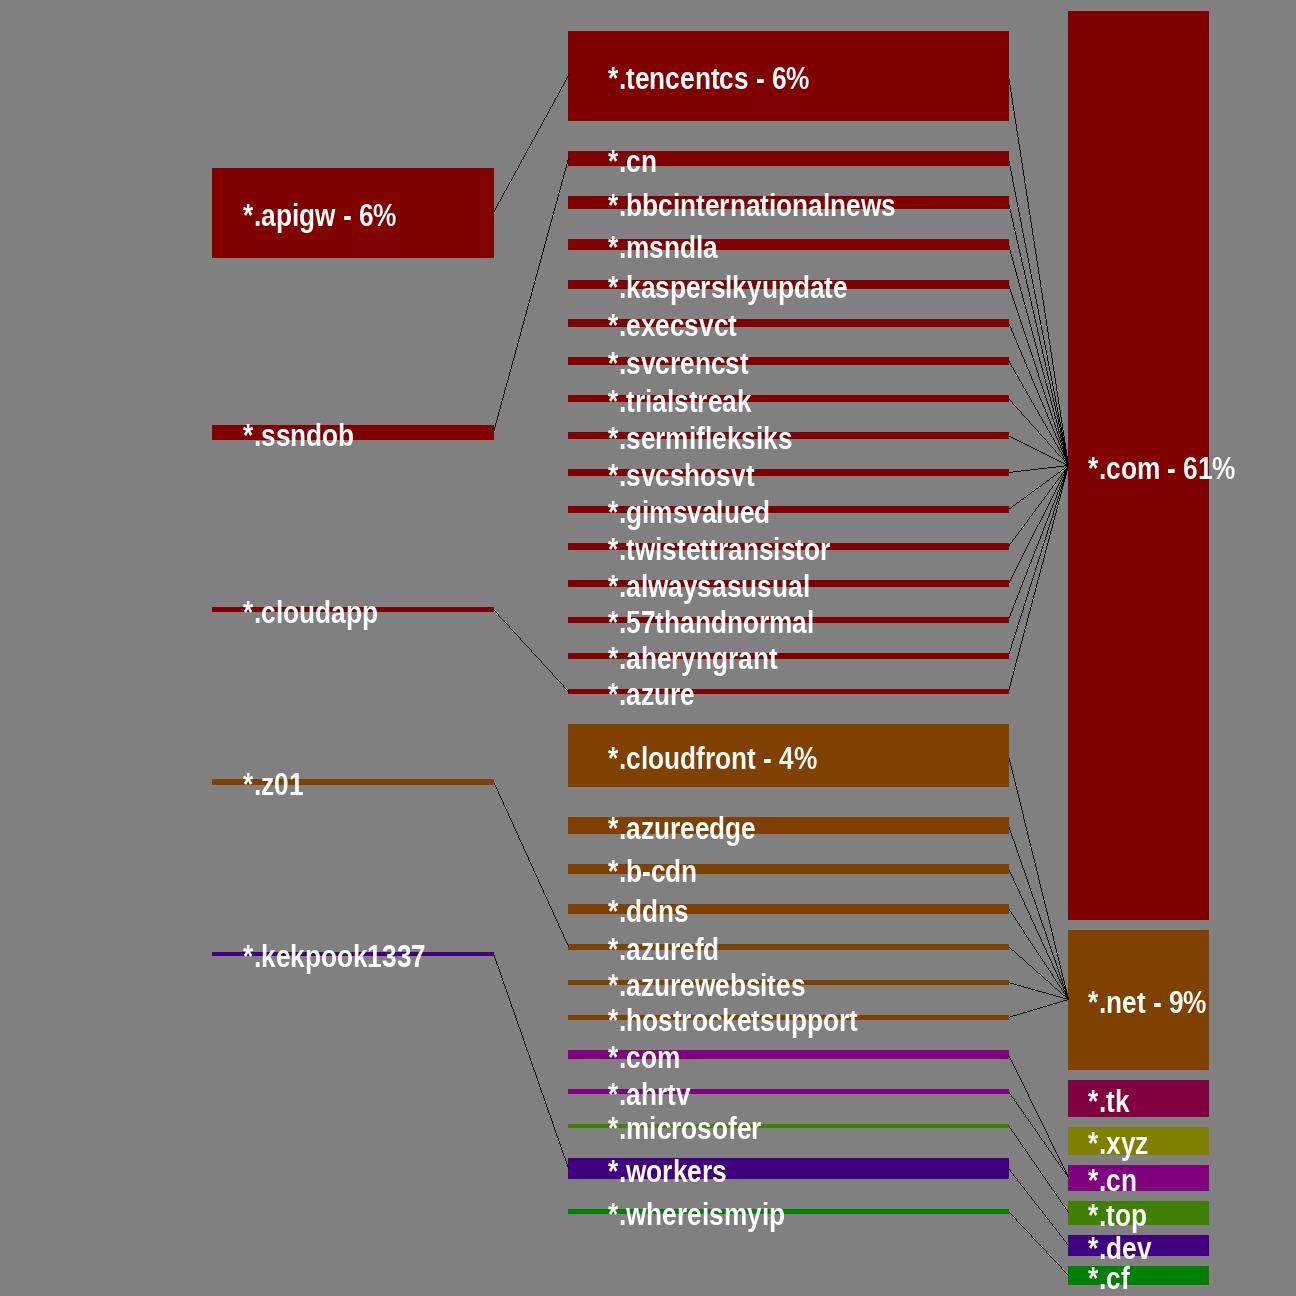 *.apigw - 6%
*.ssndob
*.cloudapp
*.z01
*.kekpook1337
*.tencentcs - 6%
*.cn
*.bbcinternationalnews
*.msndla
*.kasperslkyupdate
*.execsvct
*.svcrencst
*.trialstreak
*.sermifleksiks
*.svcshosvt
*.gimsvalued
*.twistettransistor
*.alwaysasusual
*.57thandnormal
*.aheryngrant
*.azure
*.cloudfront - 4%
*.azureedge
*.b-cdn
*.ddns
*.azurefd
*.azurewebsites
*.hostrocketsupport
*.com
*.ahrtv
*.microsofer
*.workers
*.whereismyip
*.com - 61%
*.net - 9%
*.tk
*.xyz
*.cn
*.top
*.dev
*.cf